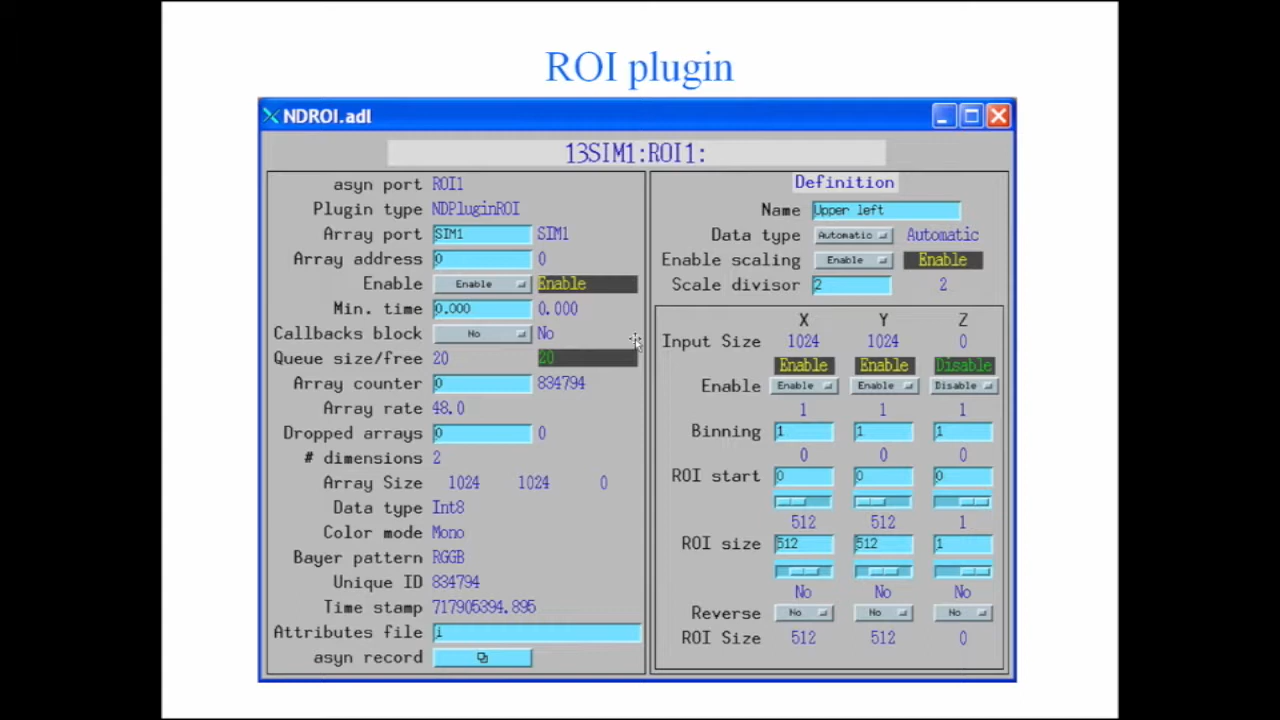 ROI plugin
NDROI.adl
13SIM1:ROI1:
asyn port ROI1
Plugin type NDPluginROI
Array port SIM1 SIM1
Array address 0 0
Enable Enable Enable
Min. time 0.000 0.000
Callbacks block No No
Queue size/free 20 20
Array counter 0 834794
Array rate 48.0
Dropped arrays 0 0
# dimensions 2
Array Size 1024 1024 0
Data type Int8
Color mode Mono
Bayer pattern RGGB
Unique ID 834794
Time stamp 717905394.895
Attributes file i
asyn record
Definition
Name Upper left
Data type Automatic Automatic
Enable scaling Enable Enable
Scale divisor 2 2
X Y Z
Input Size 1024 1024 0
Enable Enable Disable
Enable Enable Enable Disable
1 1 1
Binning 1 1 1
0 0 0
ROI start 0 0 0
512 512 1
ROI size 512 512 1
No No No
Reverse No No No
ROI Size 512 512 0